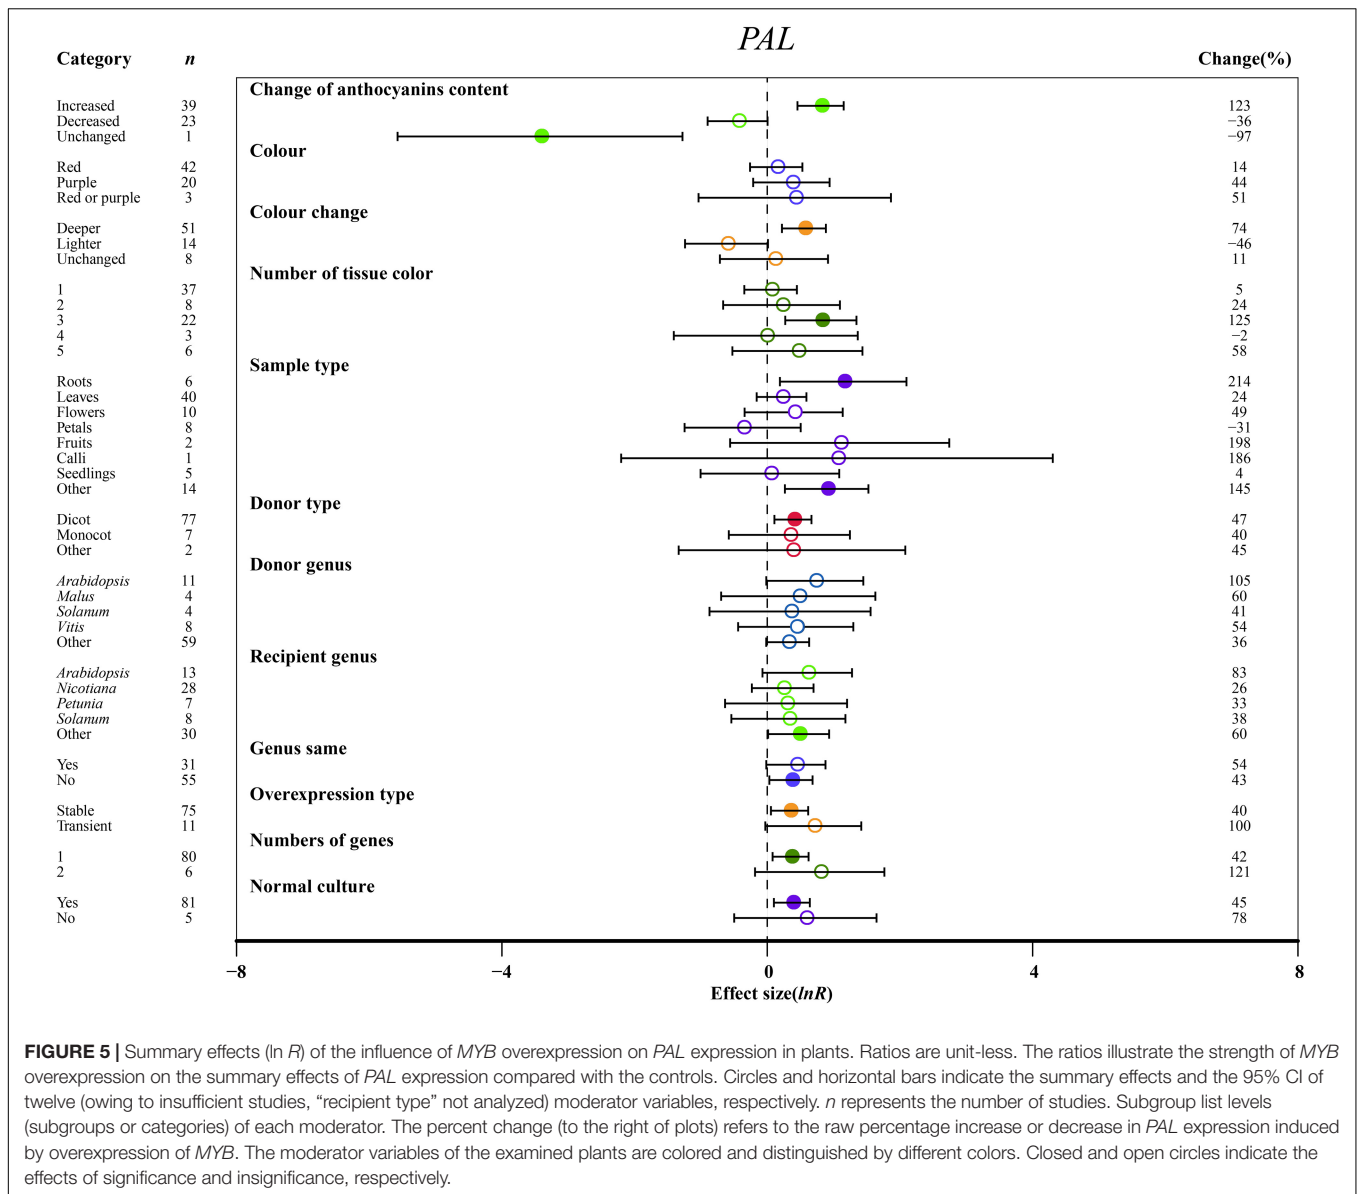 PAL
Category n Change(%)
Change of anthocyanins content
Increased 39 123
Decreased 23 −36
Unchanged 1 −97
Colour
Red 42 14
Purple 20 44
Red or purple 3 51
Colour change
Deeper 51 74
Lighter 14 −46
Unchanged 8 11
Number of tissue color
1 37 5
2 8 24
3 22 125
4 3 −2
5 6 58
Sample type
Roots 6 214
Leaves 40 24
Flowers 10 49
Petals 8 −31
Fruits 2 198
Calli 1 186
Seedlings 5 4
Other 14 145
Donor type
Dicot 77 47
Monocot 7 40
Other 2 45
Donor genus
Arabidopsis 11 105
Malus 4 60
Solanum 4 41
Vitis 8 54
Other 59 36
Recipient genus
Arabidopsis 13 83
Nicotiana 28 26
Petunia 7 33
Solanum 8 38
Other 30 60
Genus same
Yes 31 54
No 55 43
Overexpression type
Stable 75 40
Transient 11 100
Numbers of genes
1 80 42
2 6 121
Normal culture
Yes 81 45
No 5 78
−8 −4 0 4 8
Effect size(lnR)
FIGURE 5 | Summary effects (ln R) of the influence of MYB overexpression on PAL expression in plants. Ratios are unit-less. The ratios illustrate the strength of MYB
overexpression on the summary effects of PAL expression compared with the controls. Circles and horizontal bars indicate the summary effects and the 95% CI of
twelve (owing to insufficient studies, “recipient type” not analyzed) moderator variables, respectively. n represents the number of studies. Subgroup list levels
(subgroups or categories) of each moderator. The percent change (to the right of plots) refers to the raw percentage increase or decrease in PAL expression induced
by overexpression of MYB. The moderator variables of the examined plants are colored and distinguished by different colors. Closed and open circles indicate the
effects of significance and insignificance, respectively.